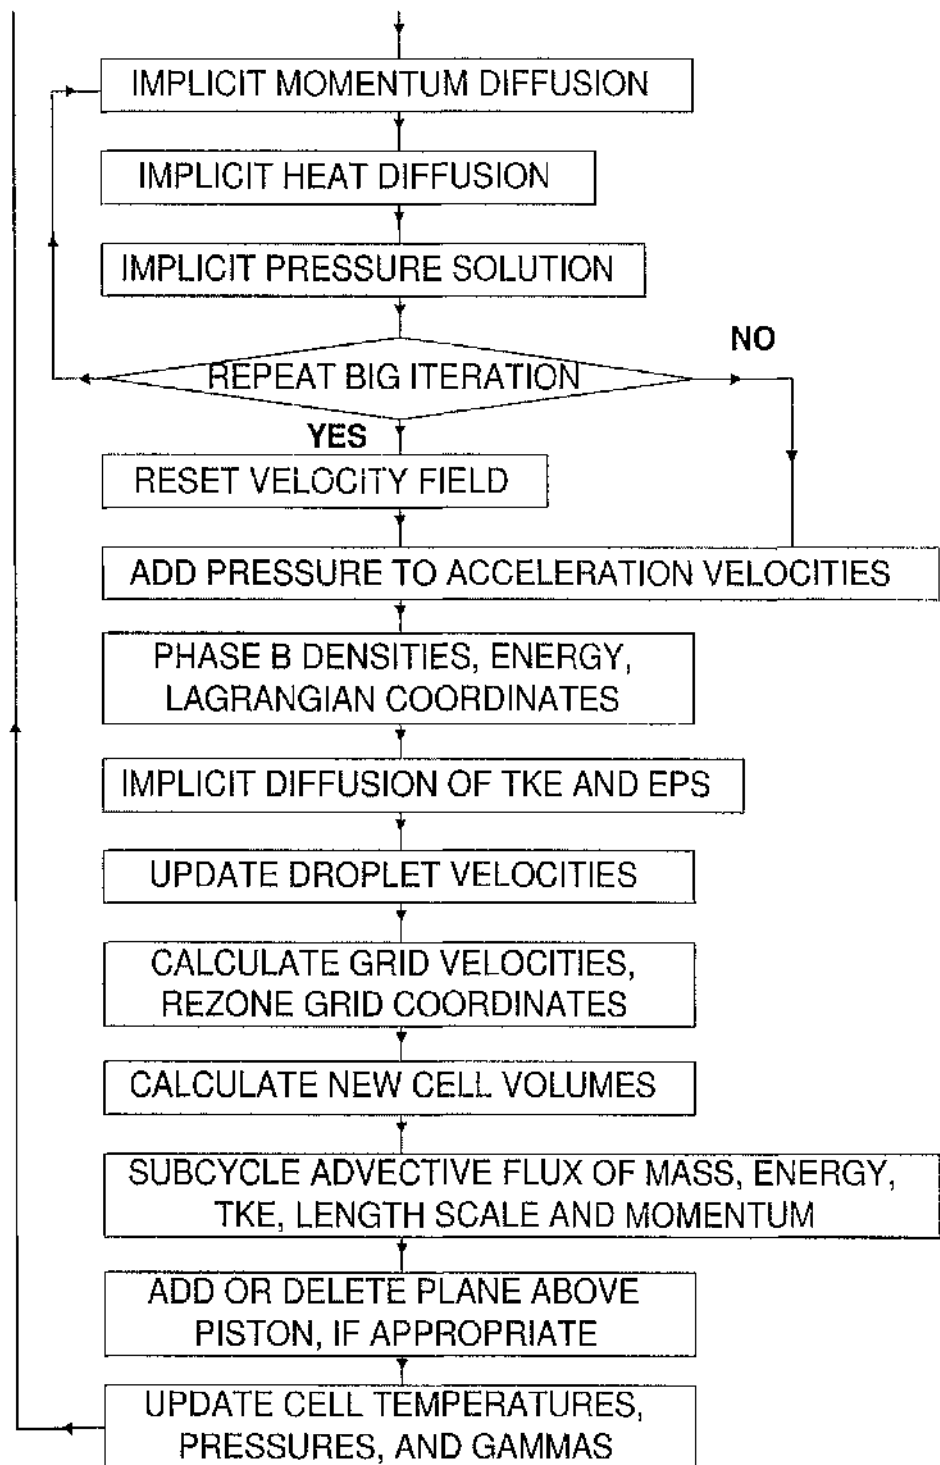 IMPLICIT MOMENTUM DIFFUSION
IMPLICIT HEAT DIFFUSION
IMPLICIT PRESSURE SOLUTION
NO
REPEAT BIG ITERATION
YES
RESET VELOCITY FIELD
ADD PRESSURE TO ACCELERATION VELOCITIES
PHASE B DENSITIES, ENERGY,
LAGRANGIAN COORDINATES
IMPLICIT DIFFUSION OF TKE AND EPS
UPDATE DROPLET VELOCITIES
CALCULATE GRID VELOCITIES,
REZONE GRID COORDINATES
CALCULATE NEW CELL VOLUMES
SUBCYCLE ADVECTIVE FLUX OF MASS, ENERGY,
TKE, LENGTH SCALE AND MOMENTUM
ADD OR DELETE PLANE ABOVE
PISTON, IF APPROPRIATE
UPDATE CELL TEMPERATURES,
PRESSURES, AND GAMMAS